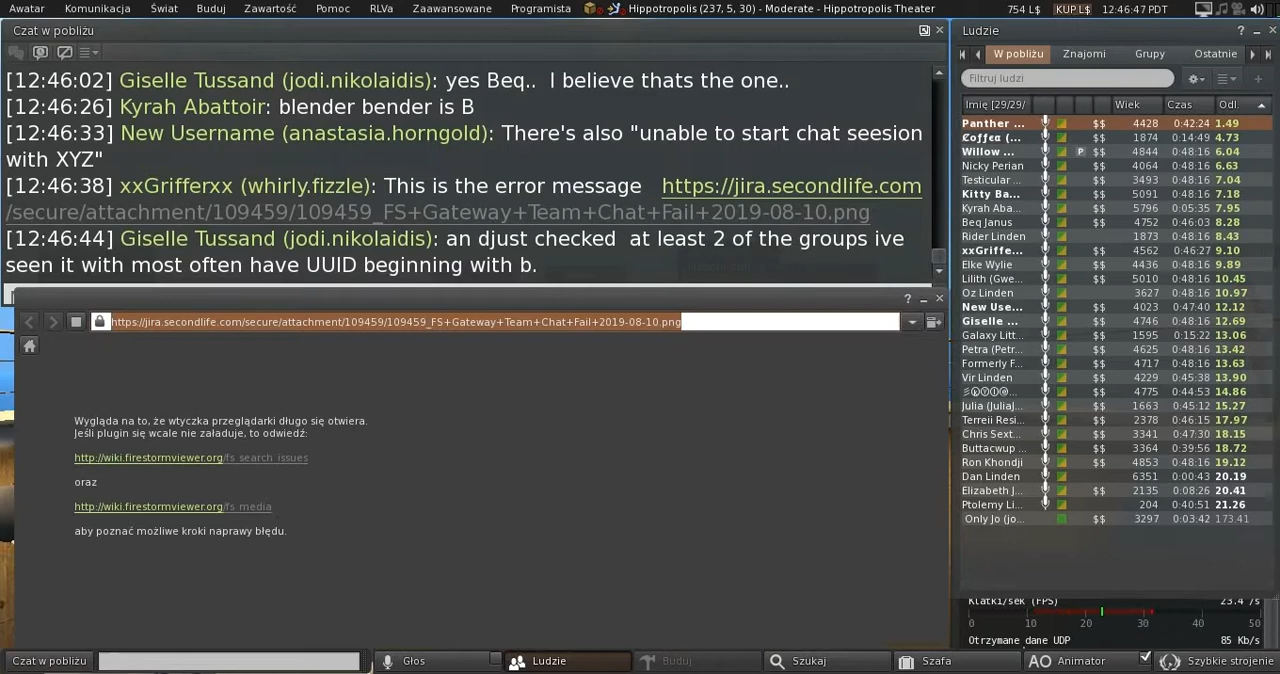 Awatar Komunikacja Świat Buduj Zawartość Pomoc RLVa Zaawansowane Programista Hippotropolis (237, 5, 30) - Moderate - Hippotropolis Theater 754 L$ KUP L$ 12:46:47 PDT
Czat w pobliżu
[12:46:02] Giselle Tussand (jodi.nikolaidis): yes Beq..  I believe thats the one..
[12:46:26] Kyrah Abattoir: blender bender is B
[12:46:33] New Username (anastasia.horngold): There's also "unable to start chat seesion
with XYZ"
[12:46:38] xxGrifferxx (whirly.fizzle): This is the error message   https://jira.secondlife.com
/secure/attachment/109459/109459_FS+Gateway+Team+Chat+Fail+2019-08-10.png
[12:46:44] Giselle Tussand (jodi.nikolaidis): an djust checked  at least 2 of the groups ive
seen it with most often have UUID beginning with b.
https://jira.secondlife.com/secure/attachment/109459/109459_FS+Gateway+Team+Chat+Fail+2019-08-10.png
Wygląda na to, że wtyczka przeglądarki długo się otwiera.
Jeśli plugin się wcale nie załaduje, to odwiedź:
http://wiki.firestormviewer.org/fs_search_issues
oraz
http://wiki.firestormviewer.org/fs_media
aby poznać możliwe kroki naprawy błędu.
Ludzie
W pobliżu Znajomi Grupy Ostatnie
Filtruj ludzi
Imię [29/29/ Wiek Czas Odl.
Panther ... $$ 4428 0:42:24 1.49
Coffea (... $$ 1874 0:14:49 4.73
Willow ... P $$ 4844 0:48:16 6.04
Nicky Perian $$ 4064 0:48:16 6.63
Testicular ... $$ 3493 0:48:16 7.04
Kitty Ba... $$ 5091 0:48:16 7.18
Kyrah Aba... $$ 5796 0:05:35 7.95
Beq Janus $$ 4752 0:46:03 8.28
Rider Linden 1873 0:48:16 8.43
xxGriffe... $$ 4562 0:46:27 9.10
Elke Wylie $$ 4436 0:48:16 9.89
Lilith (Gwe... $$ 5010 0:48:16 10.45
Oz Linden 3627 0:48:16 10.97
New Use... $$ 4023 0:47:40 12.12
Giselle ... $$ 4746 0:48:16 12.69
Galaxy Litt... $$ 1595 0:15:22 13.06
Petra (Petr... $$ 4625 0:48:16 13.42
Formerly F... $$ 4717 0:48:16 13.63
Vir Linden 4229 0:45:38 13.90
$$ 4775 0:44:53 14.86
Julia (JuliaJ... $$ 1663 0:45:12 15.27
Terreii Resi... $$ 2378 0:46:15 17.97
Chris Sext... $$ 3341 0:47:30 18.15
Buttacwup ... $$ 3364 0:39:56 18.72
Ron Khondji $$ 4853 0:48:16 19.12
Dan Linden 6351 0:00:43 20.19
Elizabeth J... $$ 2135 0:08:26 20.41
Ptolemy Li... 204 0:40:51 21.26
Only Jo (jo... $$ 3297 0:03:42 173.41
Klatki/sek (FPS) 23.4 /s
0 10 20 30 40 50
Otrzymane dane UDP 85 Kb/s
Czat w pobliżu Głos Ludzie Buduj Szukaj Szafa AO Animator Szybkie strojenie